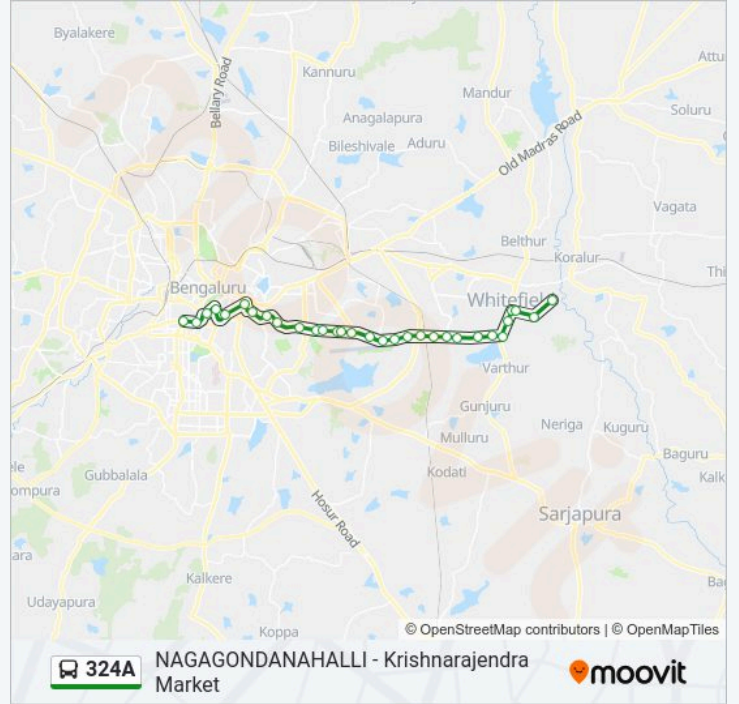 Byalakere
Attu
Kannuru
Bellary Road
Mandur
Soluru
Anagalapura
Bileshivale
Aduru
Old Madras Road
Vagata
Belthur
Koralur
Thi
Bengaluru
Whitefiel
Varthur
Gunjuru
Neriga
Kuguru
Mulluru
Baguru
ele
Gubbalala
Kodati
Kalk
ompura
Hosur Road
Sarjapura
ara
Kalkere
Bag
Udayapura
Koppa
© OpenStreetMap contributors | © OpenMapTiles
324A
NAGAGONDANAHALLI - Krishnarajendra
Market
moovit